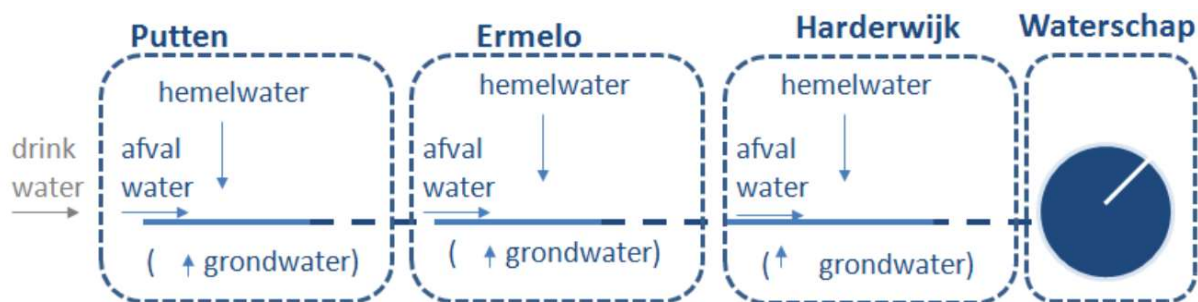 Putten
Ermelo
Harderwijk
Waterschap
hemelwater
hemelwater
hemelwater
drink
water
afval
water
afval
water
afval
water
( grondwater)
( grondwater)
( grondwater)